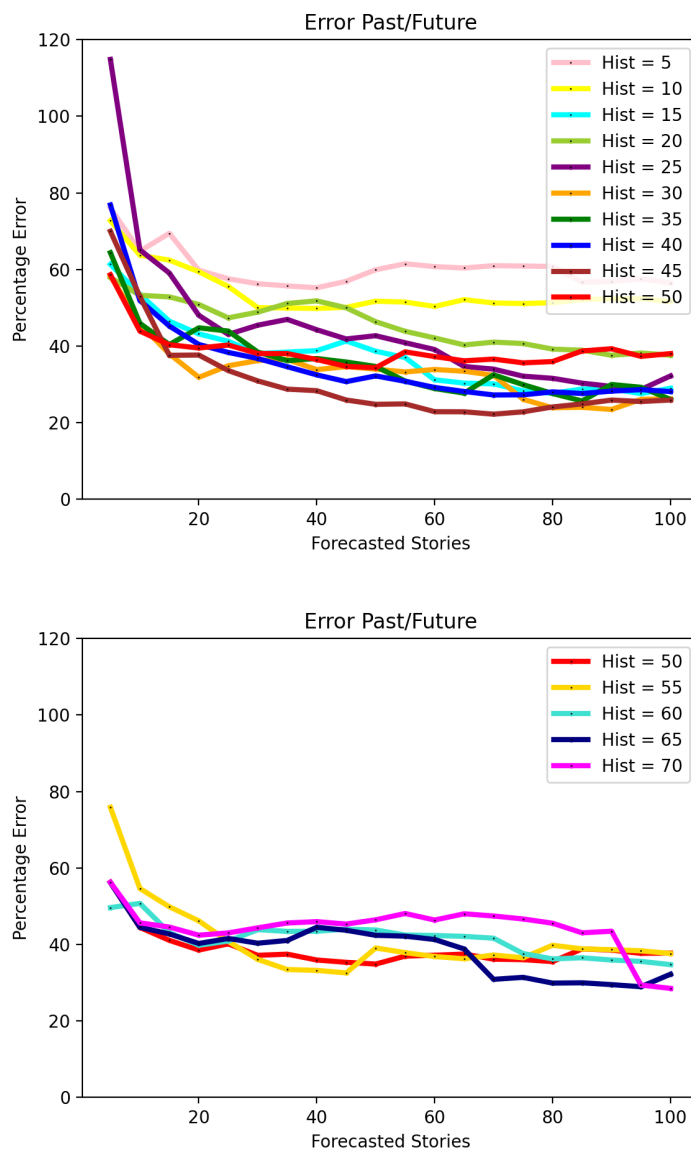 Error Past/Future
120
100
80
60
40
20
0
Percentage Error
Hist = 5
Hist = 10
Hist = 15
Hist = 20
Hist = 25
Hist = 30
Hist = 35
Hist = 40
Hist = 45
Hist = 50
20 40 60 80 100
Forecasted Stories
Error Past/Future
120
100
80
60
40
20
0
Percentage Error
Hist = 50
Hist = 55
Hist = 60
Hist = 65
Hist = 70
20 40 60 80 100
Forecasted Stories